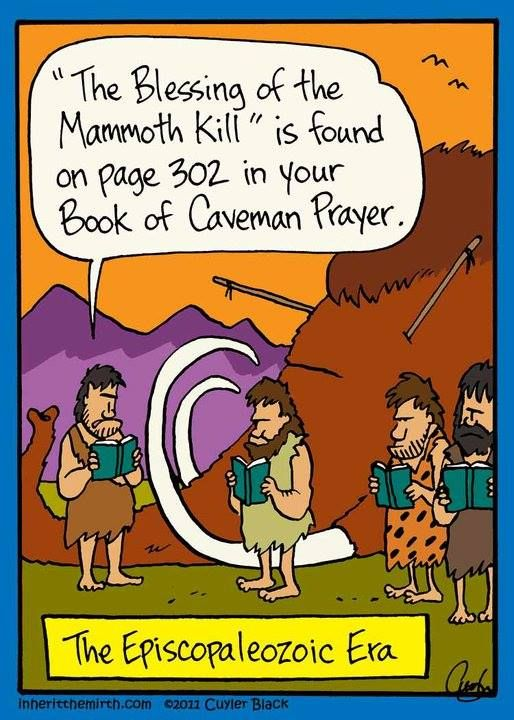 "The Blessing of the
Mammoth Kill" is found
on page 302 in your
Book of Caveman Prayer.
The Episcopaleozoic Era
inheritthemirth.com ©2011 Cuyler Black